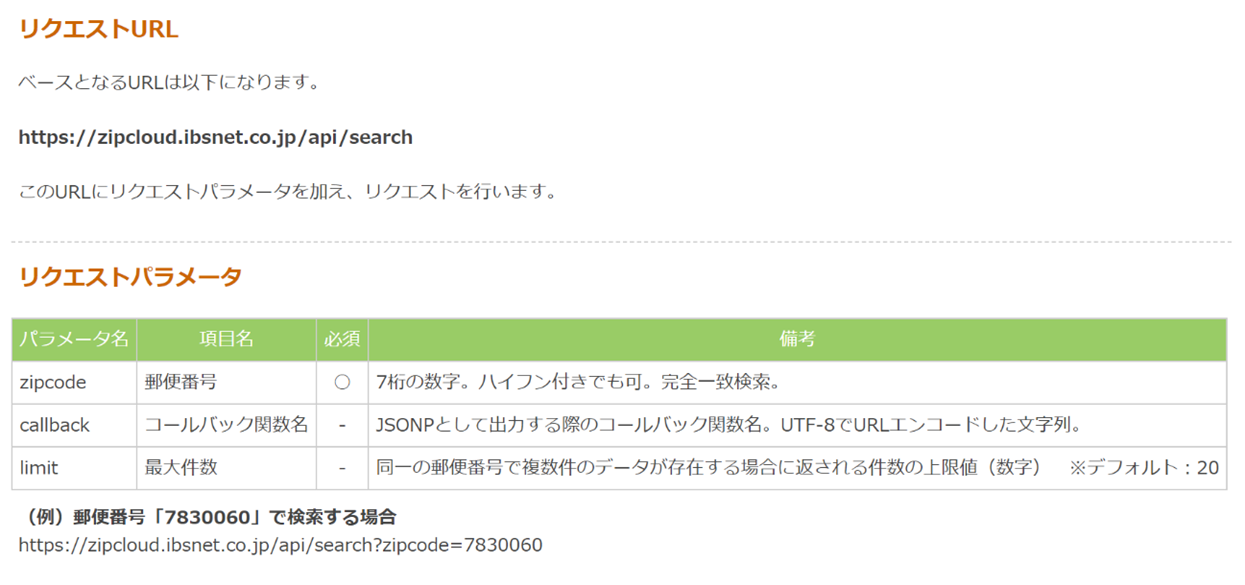 リクエストURL
ベースとなるURLは以下になります。
https://zipcloud.ibsnet.co.jp/api/search
このURLにリクエストパラメータを加え、リクエストを行います。
リクエストパラメータ
パラメータ名 項目名 必須 備考
zipcode 郵便番号 ○ 7桁の数字。ハイフン付きでも可。完全一致検索。
callback コールバック関数名 - JSONPとして出力する際のコールバック関数名。UTF-8でURLエンコードした文字列。
limit 最大件数 - 同一の郵便番号で複数件のデータが存在する場合に返される件数の上限値（数字） ※デフォルト：20
（例）郵便番号「7830060」で検索する場合
https://zipcloud.ibsnet.co.jp/api/search?zipcode=7830060